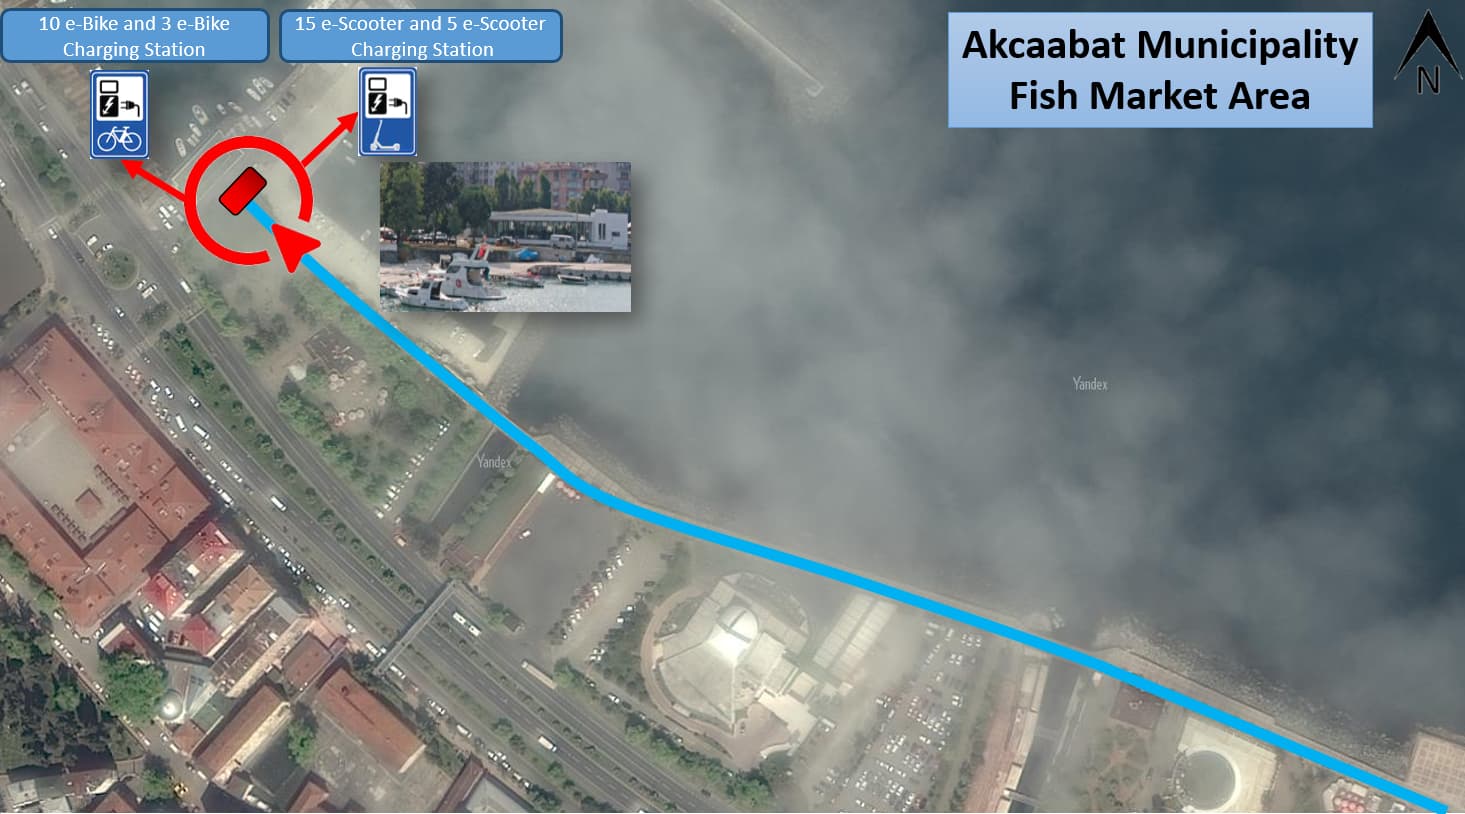 10 e-Bike and 3 e-Bike
Charging Station
15 e-Scooter and 5 e-Scooter
Charging Station
Akcaabat Municipality
Fish Market Area
N
Yandex
Yandex